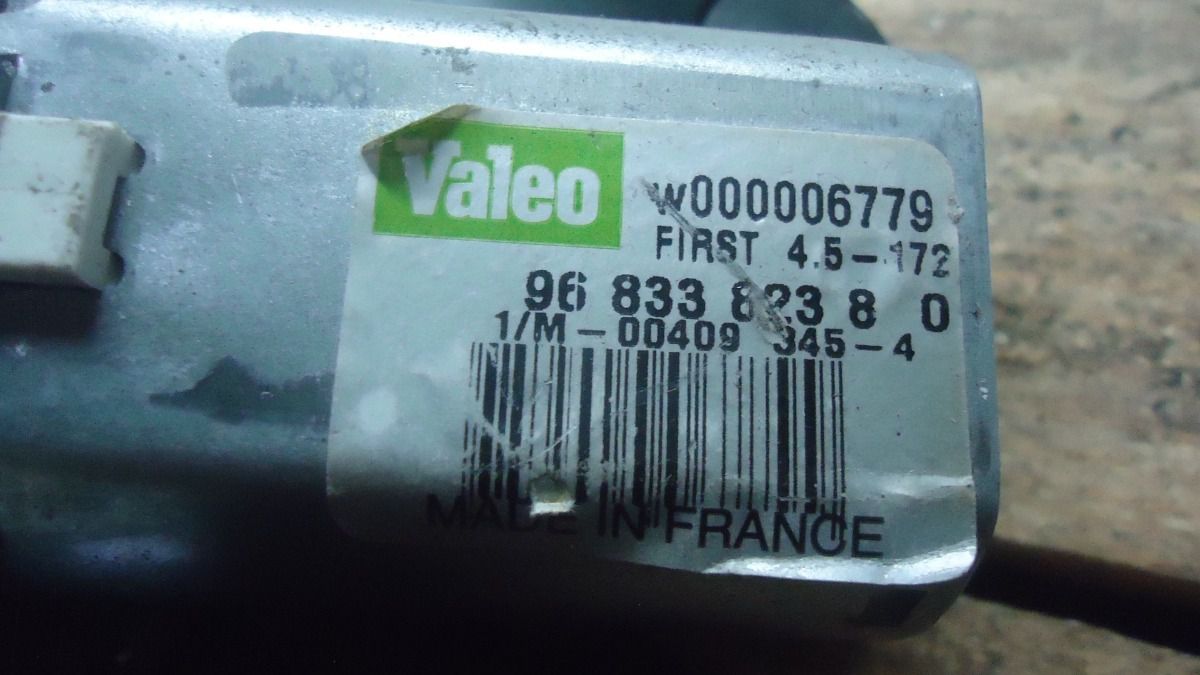 Valeo
W000006779
FIRST 4.5-172
96 833 823 8 0
1/M-00409 345-4
MADE IN FRANCE